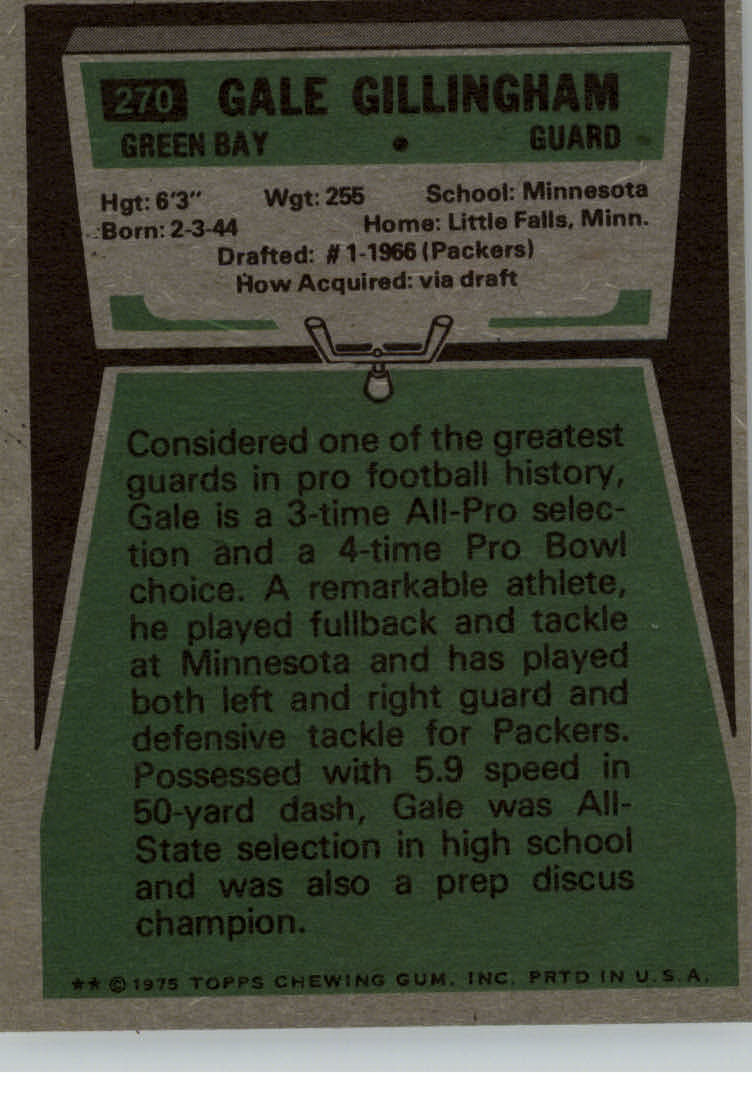 270 GALE GILLINGHAM
GREEN BAY • GUARD
Hgt: 6'3" Wgt: 255 School: Minnesota
Born: 2-3-44 Home: Little Falls, Minn.
Drafted: #1-1966 (Packers)
How Acquired: via draft
Considered one of the greatest
guards in pro football history,
Gale is a 3-time All-Pro selec-
tion and a 4-time Pro Bowl
choice. A remarkable athlete,
he played fullback and tackle
at Minnesota and has played
both left and right guard and
defensive tackle for Packers.
Possessed with 5.9 speed in
50-yard dash, Gale was All-
State selection in high school
and was also a prep discus
champion.
** © 1975 TOPPS CHEWING GUM, INC. PRTD IN U.S.A.